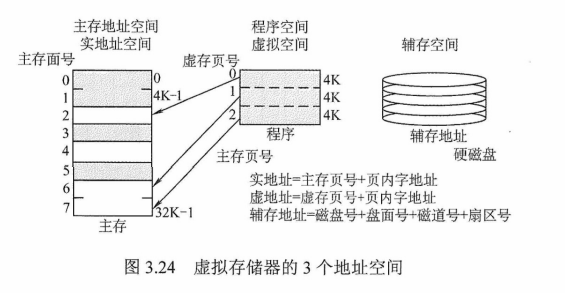 主存地址空间
实地址空间
主存面号
0
1
2
3
4
5
6
7
0
4K-1
32K-1
主存
程序空间
虚拟空间
虚存页号
0
1
2
4K
4K
4K
程序
主存页号
辅存空间
辅存地址
硬磁盘
实地址=主存页号+页内字地址
虚地址=虚存页号+页内字地址
辅存地址=磁盘号+盘面号+磁道号+扇区号
图 3.24 虚拟存储器的 3 个地址空间